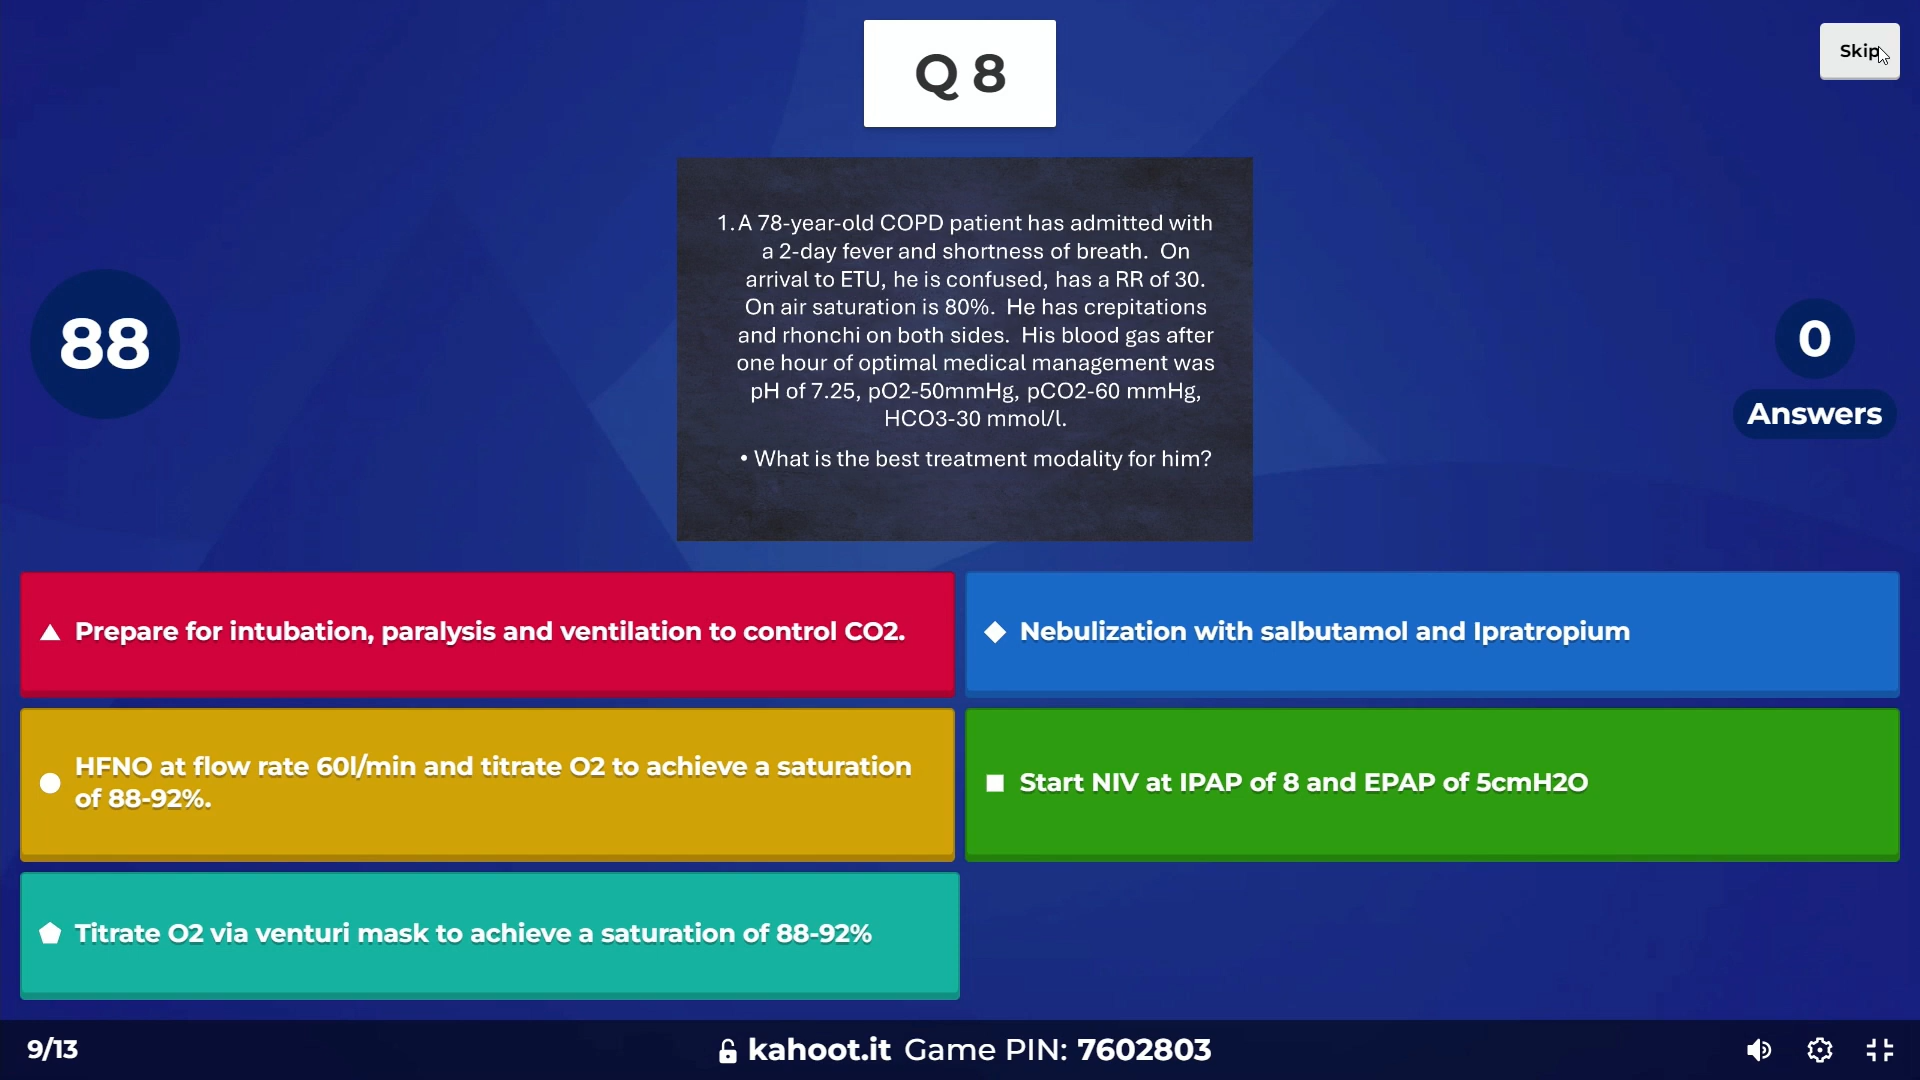 Q 8
Skip
1. A 78-year-old COPD patient has admitted with
a 2-day fever and shortness of breath. On
arrival to ETU, he is confused, has a RR of 30.
On air saturation is 80%. He has crepitations
and rhonchi on both sides. His blood gas after
one hour of optimal medical management was
pH of 7.25, pO2-50mmHg, pCO2-60 mmHg,
HCO3-30 mmol/l.
• What is the best treatment modality for him?
88
0
Answers
Prepare for intubation, paralysis and ventilation to control CO2.
Nebulization with salbutamol and Ipratropium
HFNO at flow rate 60l/min and titrate O2 to achieve a saturation
of 88-92%.
Start NIV at IPAP of 8 and EPAP of 5cmH2O
Titrate O2 via venturi mask to achieve a saturation of 88-92%
9/13
kahoot.it Game PIN: 7602803